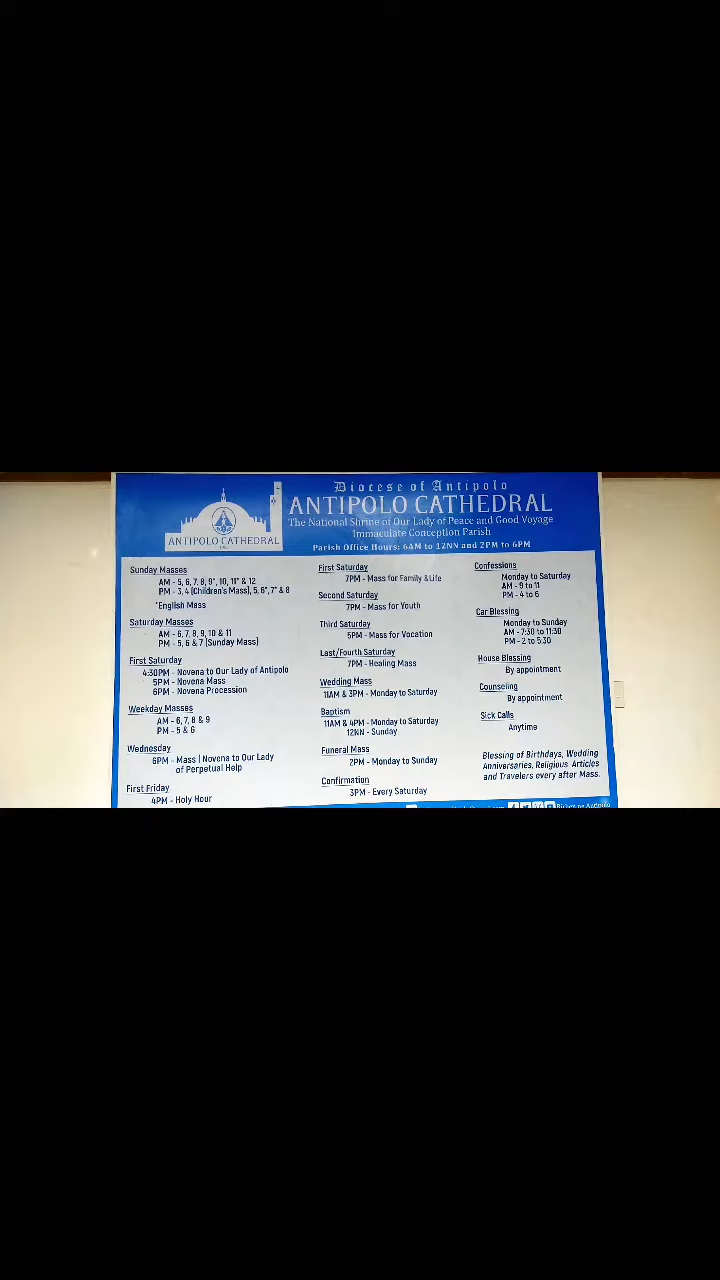 Diocese of Antipolo
ANTIPOLO CATHEDRAL
The National Shrine of Our Lady of Peace and Good Voyage
Immaculate Conception Parish
Parish Office Hours: 6AM to 12NN and 2PM to 6PM
ANTIPOLO CATHEDRAL
Sunday Masses
AM - 5, 6, 7, 8, 9*, 10, 11* & 12
PM - 3, 4 (Children's Mass), 5, 6*, 7* & 8
*English Mass
Saturday Masses
AM - 6, 7, 8, 9, 10 & 11
PM - 5, 6 & 7 (Sunday Mass)
First Saturday
4:30PM - Novena to Our Lady of Antipolo
5PM - Novena Mass
6PM - Novena Procession
Weekday Masses
AM - 6, 7, 8 & 9
PM - 5 & 6
Wednesday
6PM - Mass | Novena to Our Lady
of Perpetual Help
First Friday
4PM - Holy Hour
First Saturday
7PM - Mass for Family & Life
Second Saturday
7PM - Mass for Youth
Third Saturday
5PM - Mass for Vocation
Last/Fourth Saturday
7PM - Healing Mass
Wedding Mass
11AM & 3PM - Monday to Saturday
Baptism
11AM & 4PM - Monday to Saturday
12NN - Sunday
Funeral Mass
2PM - Monday to Sunday
Confirmation
3PM - Every Saturday
Confessions
Monday to Saturday
AM - 9 to 11
PM - 4 to 6
Car Blessing
Monday to Sunday
AM - 7:30 to 11:30
PM - 2 to 5:30
House Blessing
By appointment
Counseling
By appointment
Sick Calls
Anytime
Blessing of Birthdays, Wedding
Anniversaries, Religious Articles
and Travelers every after Mass.